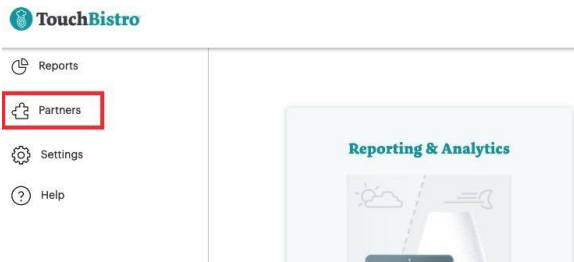 TouchBistro
Reports
Partners
Settings
Help
Reporting & Analytics